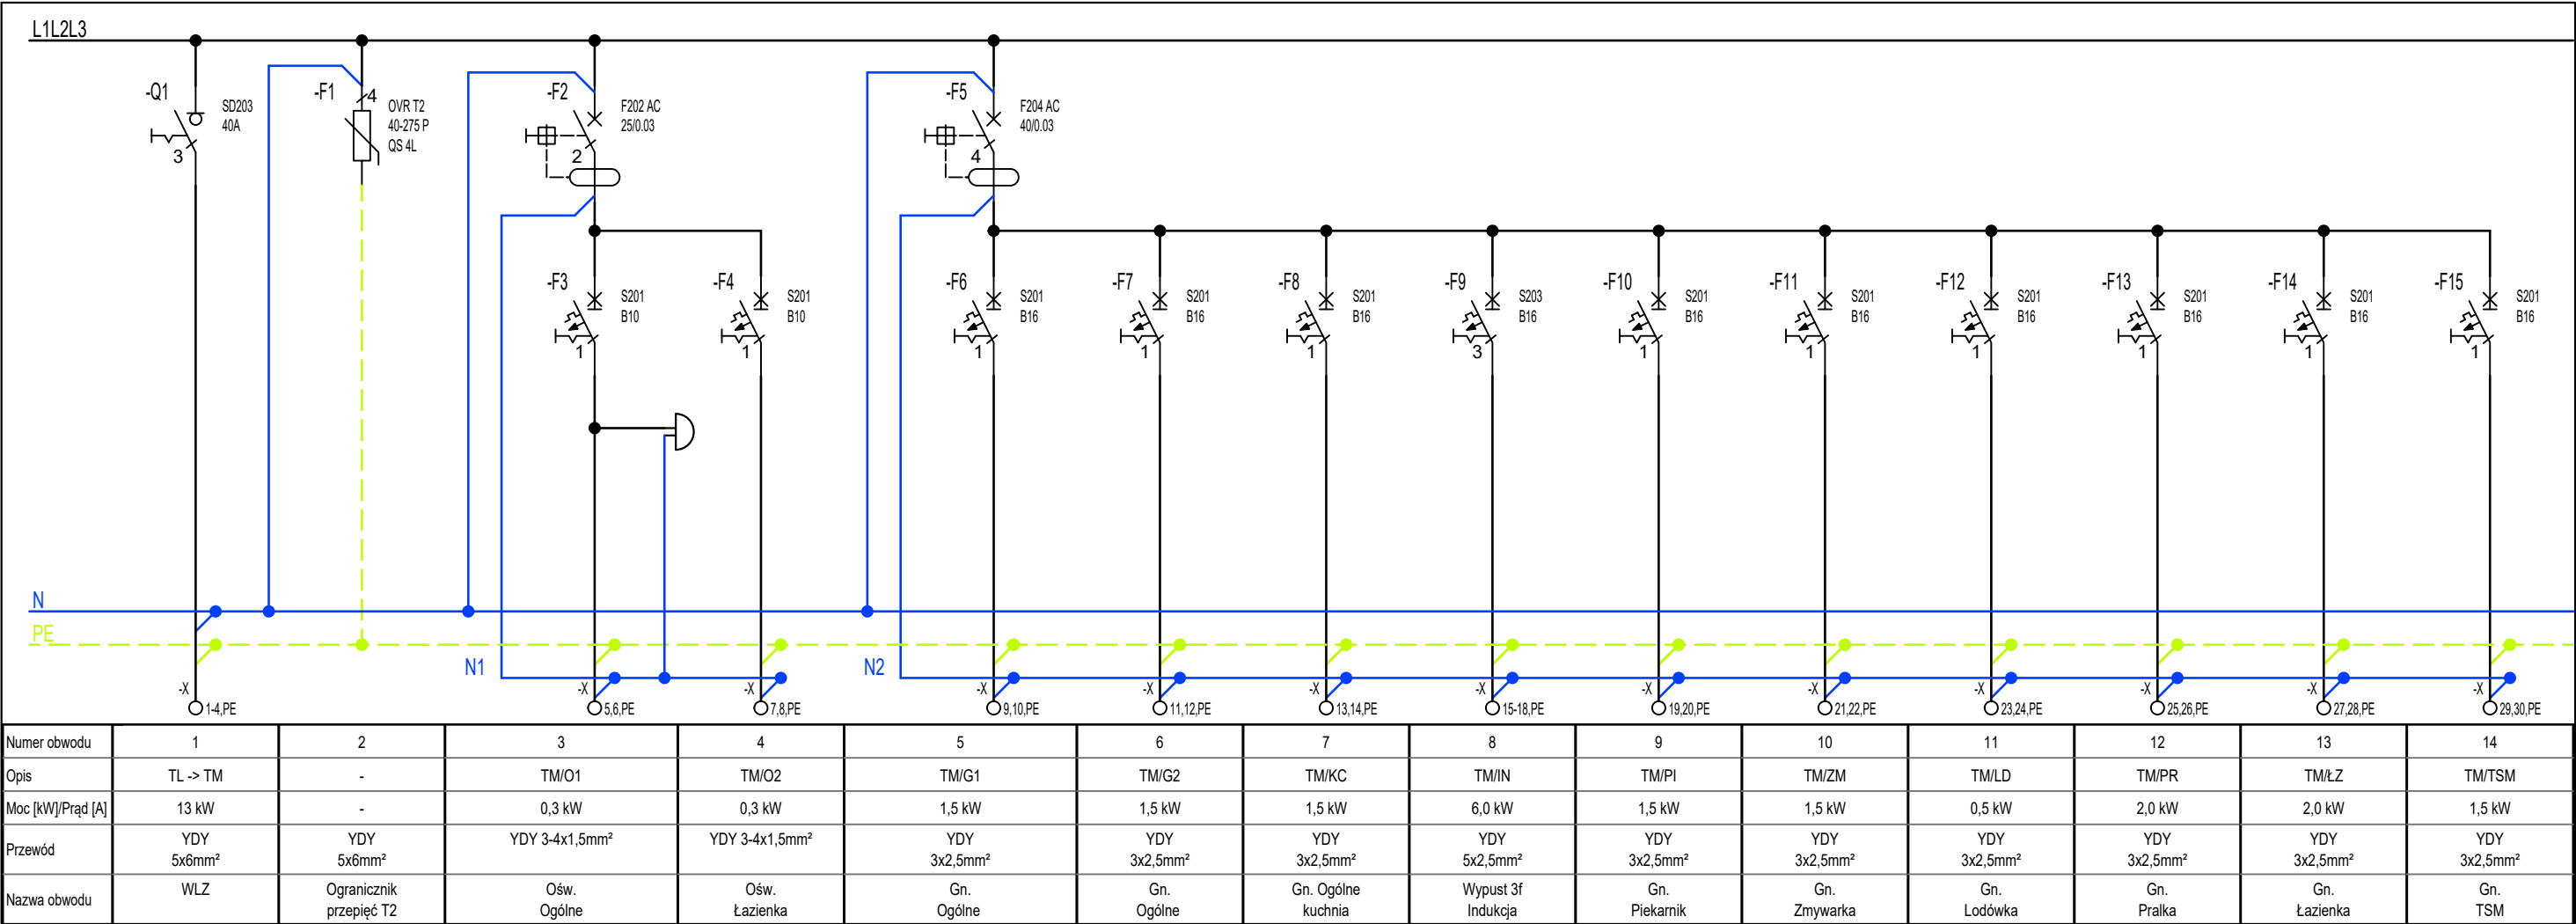 L1L2L3
-Q1
SD203
40A
3
-F1
4
OVR T2
40-275 P
QS 4L
-F2
F202 AC
25/0.03
2
-F5
F204 AC
40/0.03
4
-F3
S201
B10
1
-F4
S201
B10
1
-F6
S201
B16
1
-F7
S201
B16
1
-F8
S201
B16
1
-F9
S203
B16
3
-F10
S201
B16
1
-F11
S201
B16
1
-F12
S201
B16
1
-F13
S201
B16
1
-F14
S201
B16
1
-F15
S201
B16
1
N
PE
N1
N2
-X -X -X -X -X -X -X -X -X -X -X -X -X
1-4,PE 5,6,PE 7,8,PE 9,10,PE 11,12,PE 13,14,PE 15-18,PE 19,20,PE 21,22,PE 23,24,PE 25,26,PE 27,28,PE 29,30,PE
Numer obwodu 1 2 3 4 5 6 7 8 9 10 11 12 13 14
Opis TL -> TM - TM/O1 TM/O2 TM/G1 TM/G2 TM/KC TM/IN TM/PI TM/ZM TM/LD TM/PR TM/ŁZ TM/TSM
Moc [kW]/Prąd [A] 13 kW - 0,3 kW 0,3 kW 1,5 kW 1,5 kW 1,5 kW 6,0 kW 1,5 kW 1,5 kW 0,5 kW 2,0 kW 2,0 kW 1,5 kW
Przewód
YDY YDY YDY 3-4x1,5mm² YDY 3-4x1,5mm² YDY YDY YDY YDY YDY YDY YDY YDY YDY YDY
5x6mm² 5x6mm² 3x2,5mm² 3x2,5mm² 3x2,5mm² 5x2,5mm² 3x2,5mm² 3x2,5mm² 3x2,5mm² 3x2,5mm² 3x2,5mm² 3x2,5mm²
Nazwa obwodu
WLZ Ogranicznik Ośw. Ośw. Gn. Gn. Gn. Ogólne Wypust 3f Gn. Gn. Gn. Gn. Gn. Gn.
przepięć T2 Ogólne Łazienka Ogólne Ogólne kuchnia Indukcja Piekarnik Zmywarka Lodówka Pralka Łazienka TSM